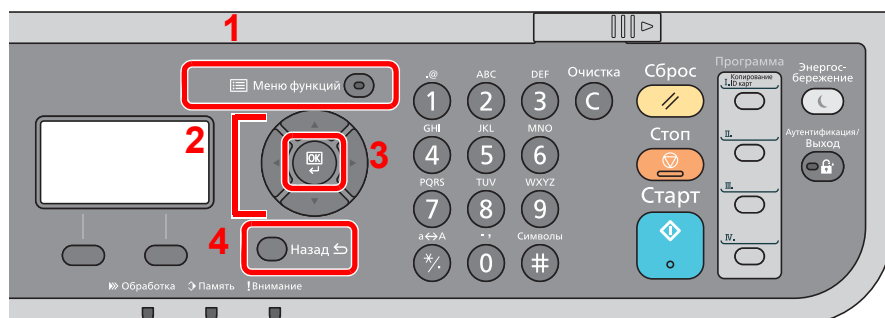 1
Меню функций
2
OK
3
4
Назад
Обработка
Память
!Внимание
.@
1
ABC
2
DEF
3
Очистка
C
GHI
4
JKL
5
MNO
6
PQRS
7
TUV
8
WXYZ
9
a⇔A
*/.
- ,
0
Символы
#
Сброс
Стоп
Старт
Программа
I. Копирование
ID карт
II.
III.
IV.
Энергос-
бережение
Аутентификация/
Выход